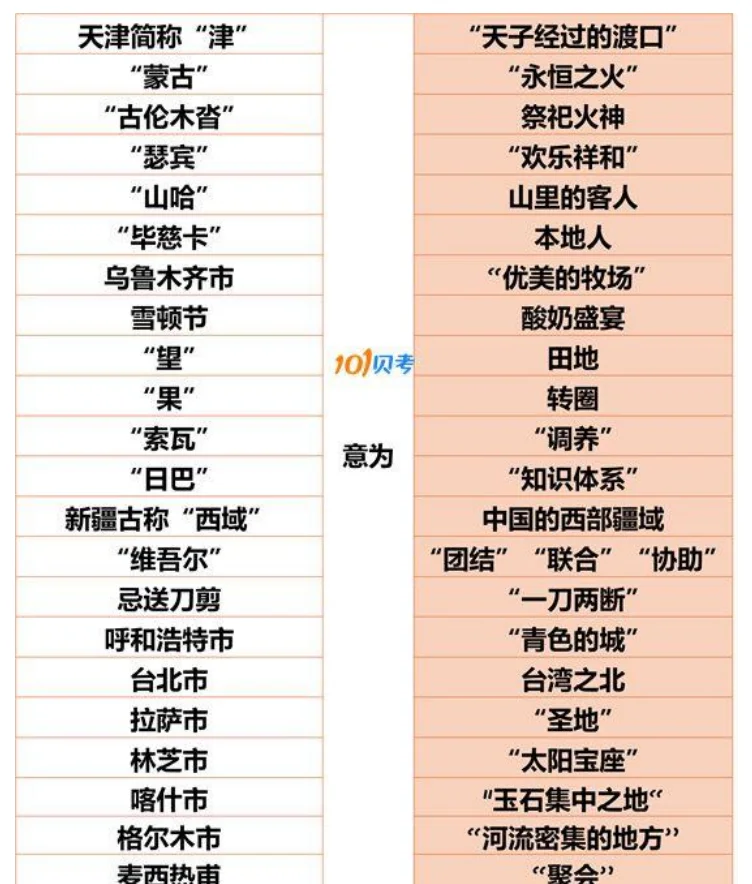 天津简称“津” “天子经过的渡口”
“蒙古” “永恒之火”
“古伦木沓” 祭祀火神
“瑟宾” “欢乐祥和”
“山哈” 山里的客人
“毕慈卡” 本地人
乌鲁木齐市 “优美的牧场”
雪顿节 酸奶盛宴
“望” 101贝考 田地
“果” 转圈
“索瓦” “调养”
意为
“日巴” “知识体系”
新疆古称“西域” 中国的西部疆域
“维吾尔” “团结” “联合” “协助”
忌送刀剪 “一刀两断”
呼和浩特市 “青色的城”
台北市 台湾之北
拉萨市 “圣地”
林芝市 “太阳宝座”
喀什市 “玉石集中之地“
格尔木市 “河流密集的地方”
麦西热甫 “聚会”